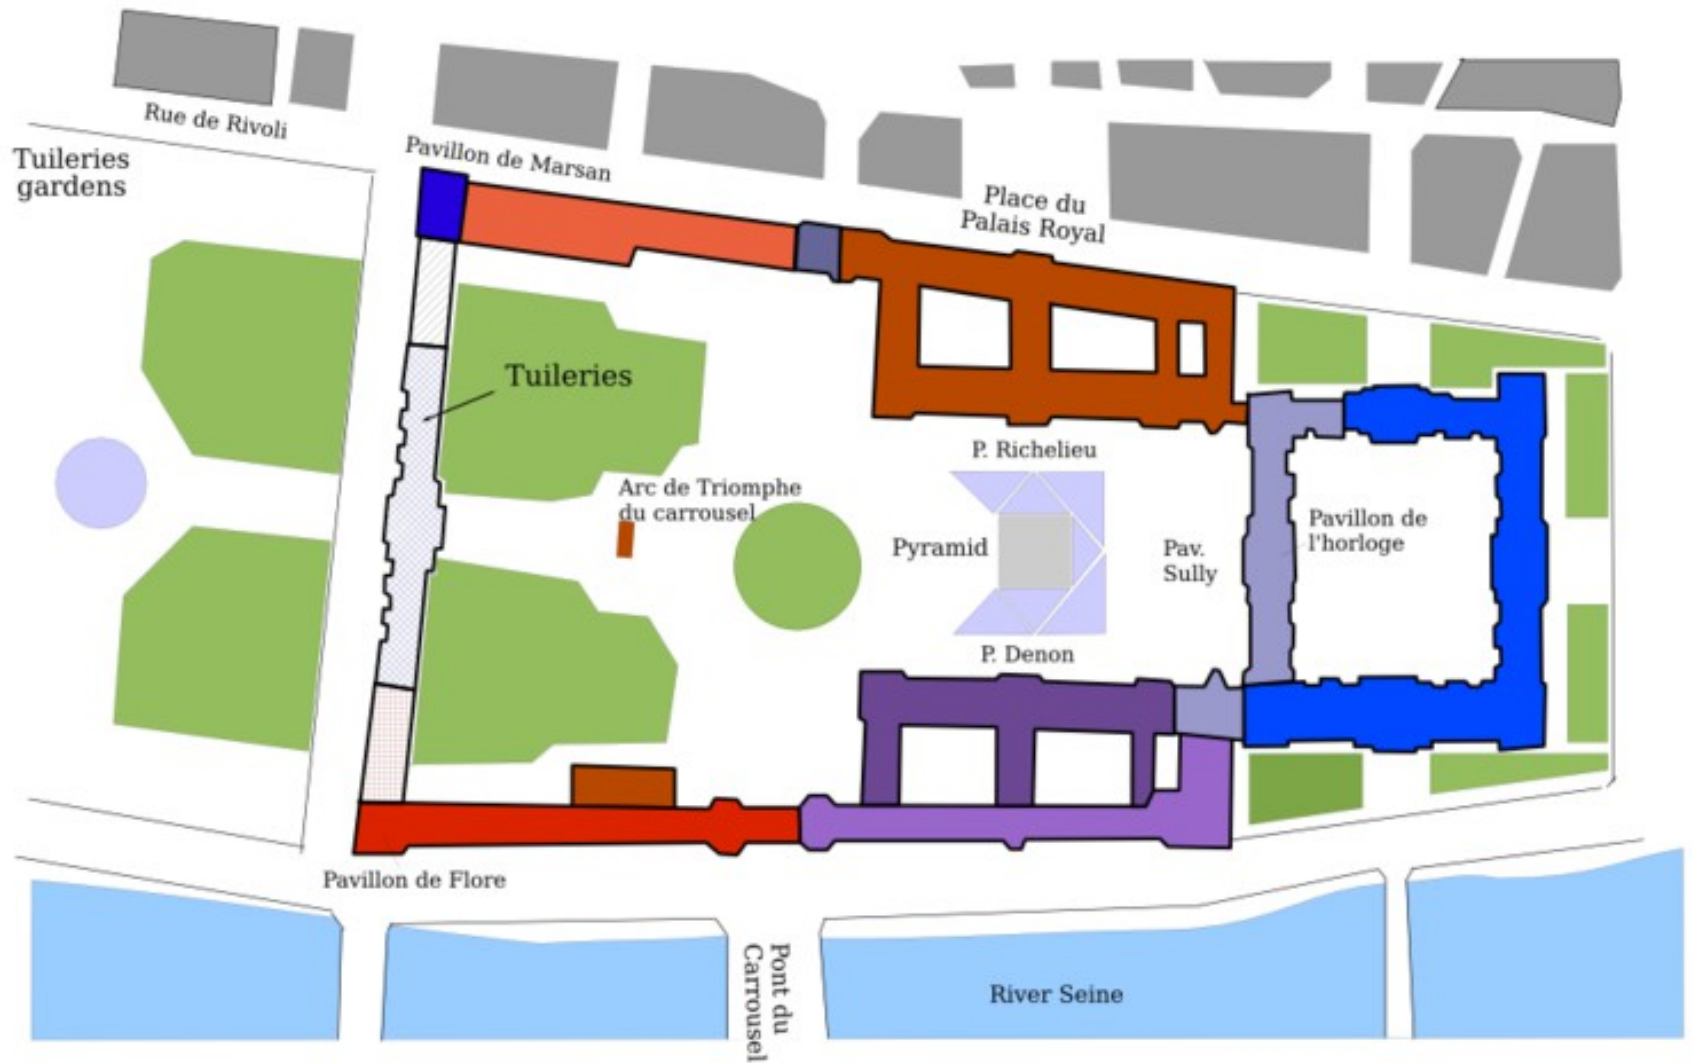 Rue de Rivoli
Tuileries
gardens
Pavillon de Marsan
Place du
Palais Royal
Tuileries
P. Richelieu
Arc de Triomphe
du carrousel
Pavillon de
l'horloge
Pyramid
Pav.
Sully
P. Denon
Pavillon de Flore
Pont du
Carrousel
River Seine